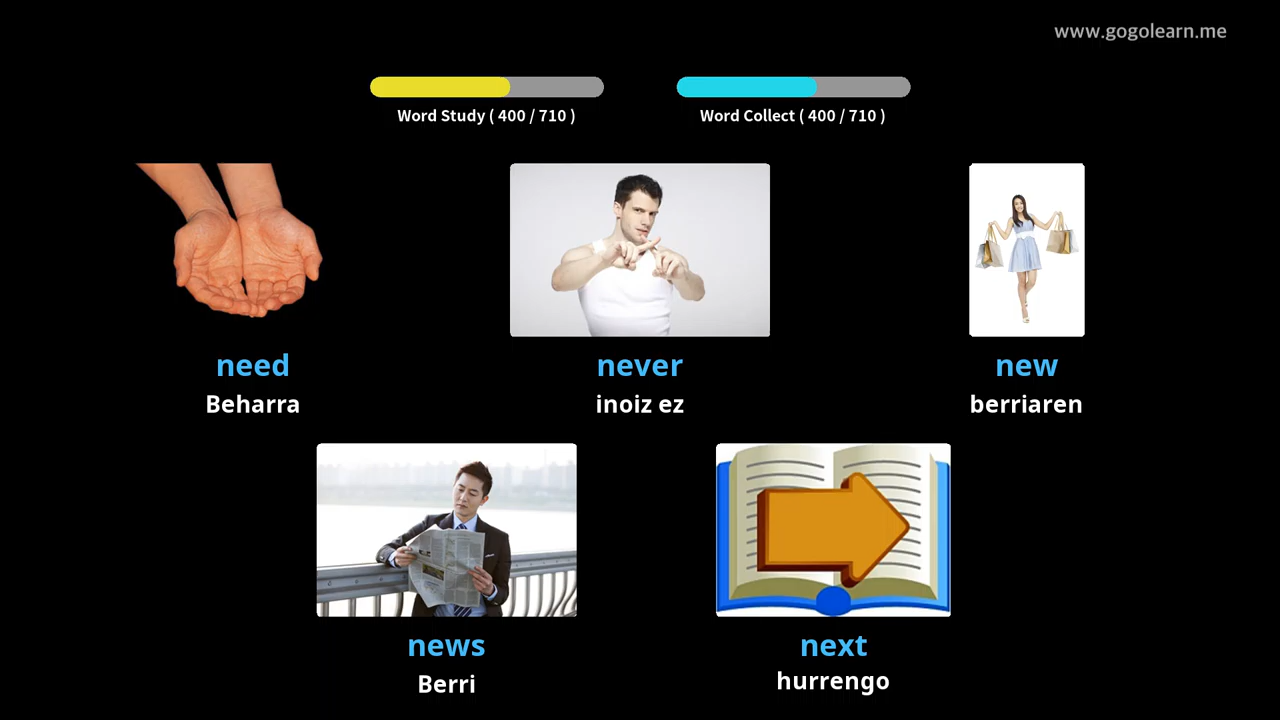 www.gogolearn.me
Word Study ( 400 / 710 )
Word Collect ( 400 / 710 )
need
Beharra
never
inoiz ez
new
berriaren
news
Berri
next
hurrengo